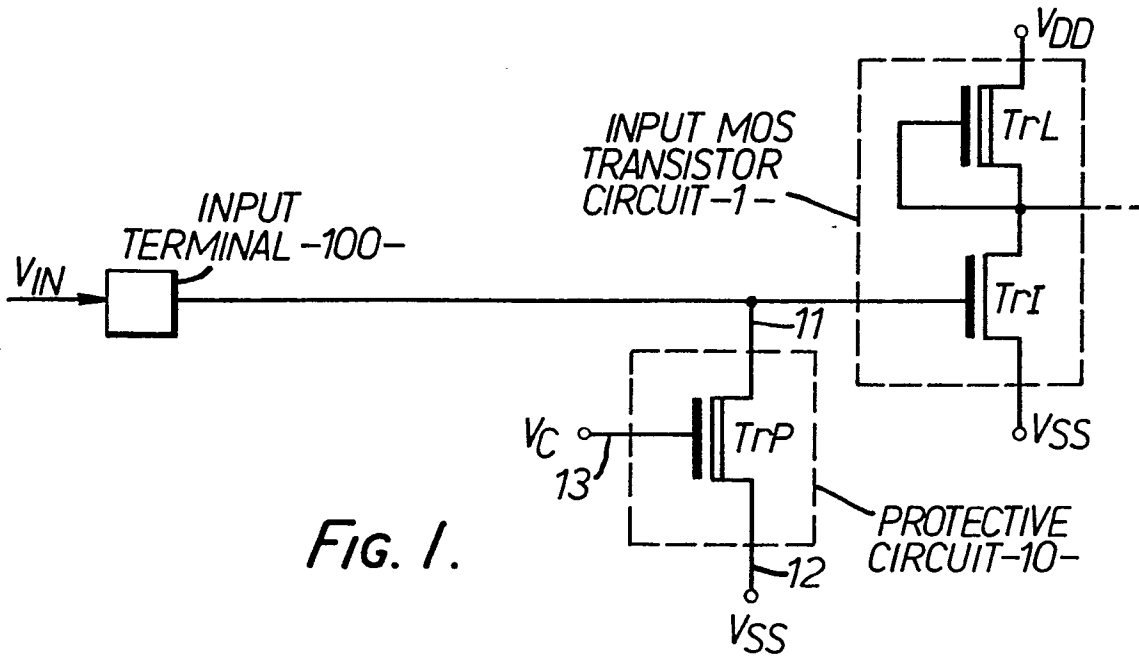 VDD
TrL
INPUT MOS
TRANSISTOR
CIRCUIT-1-
INPUT
TERMINAL-100-
VIN
TrI
11
VSS
VC
13
TrP
PROTECTIVE
CIRCUIT-10-
12
VSS
FIG. 1.